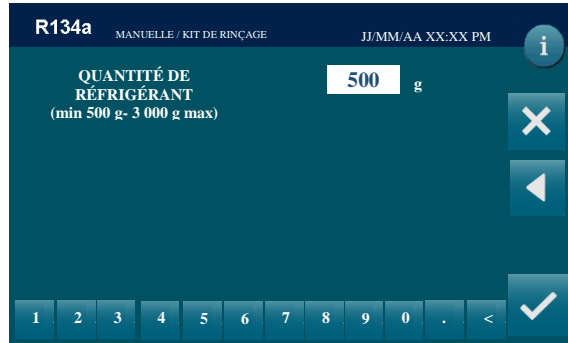 R134a MANUELLE / KIT DE RINÇAGE JJ/MM/AA XX:XX PM
i
QUANTITÉ DE
RÉFRIGÉRANT
(min 500 g- 3 000 g max)
500 g
1 2 3 4 5 6 7 8 9 0 . <